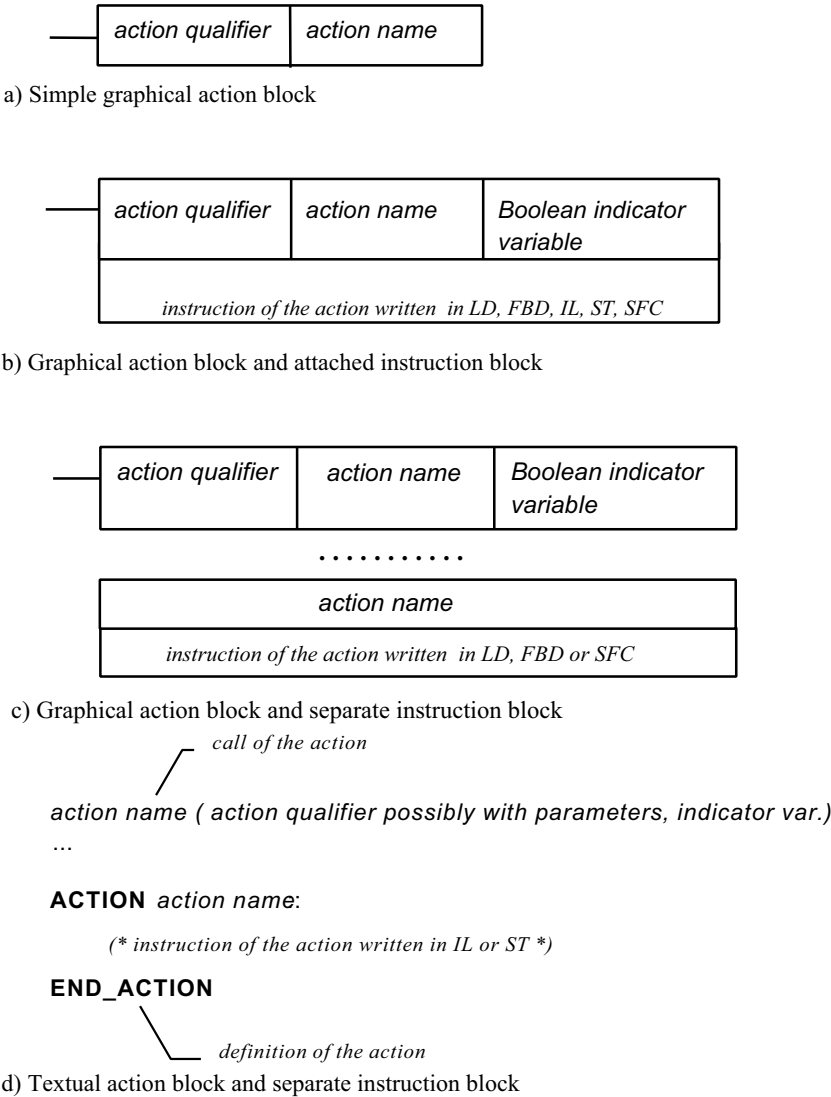 action qualifier action name
a) Simple graphical action block
action qualifier action name Boolean indicator
variable
instruction of the action written in LD, FBD, IL, ST, SFC
b) Graphical action block and attached instruction block
action qualifier action name Boolean indicator
variable
...........
action name
instruction of the action written in LD, FBD or SFC
c) Graphical action block and separate instruction block
call of the action
action name ( action qualifier possibly with parameters, indicator var.)
...
ACTION action name:
(* instruction of the action written in IL or ST *)
END_ACTION
definition of the action
d) Textual action block and separate instruction block